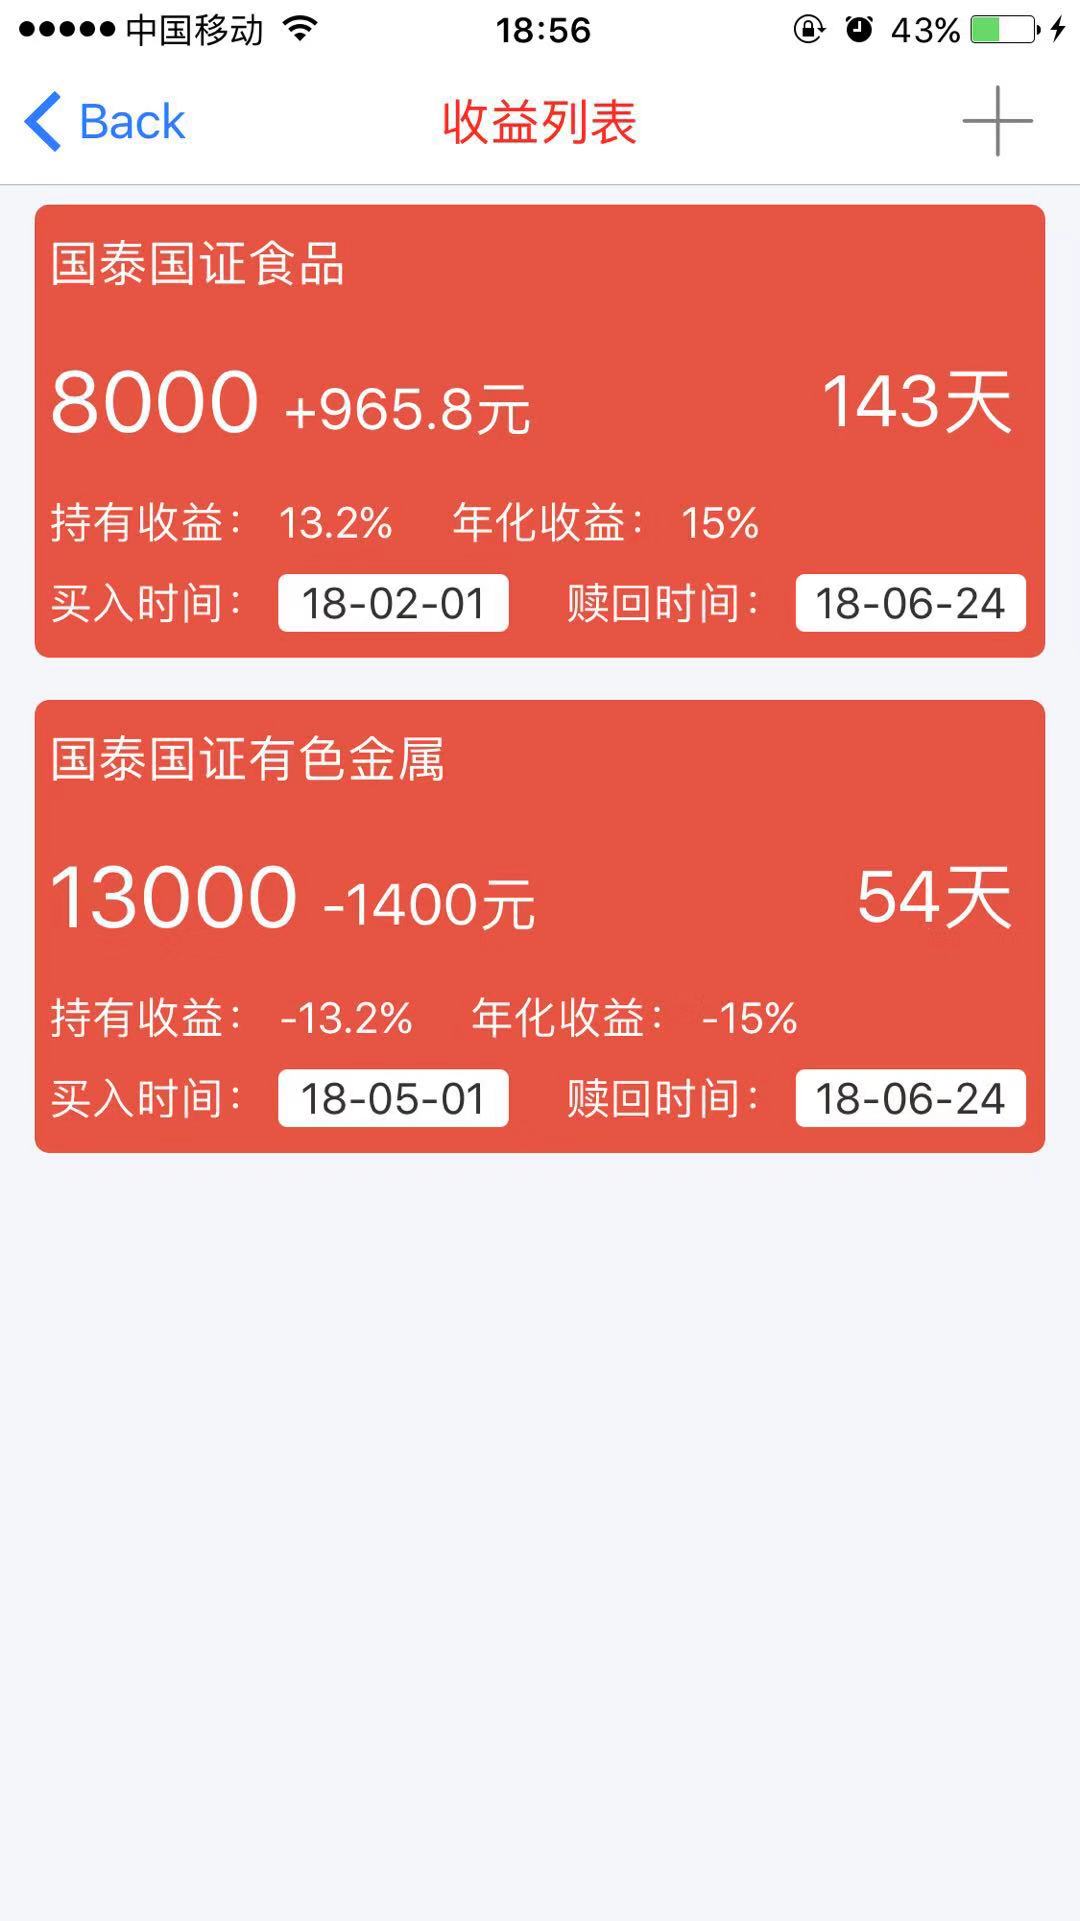 中国移动 18:56 43%
Back 收益列表
国泰国证食品
8000 +965.8元 143天
持有收益： 13.2% 年化收益： 15%
买入时间： 18-02-01 赎回时间： 18-06-24
国泰国证有色金属
13000 -1400元 54天
持有收益： -13.2% 年化收益： -15%
买入时间： 18-05-01 赎回时间： 18-06-24